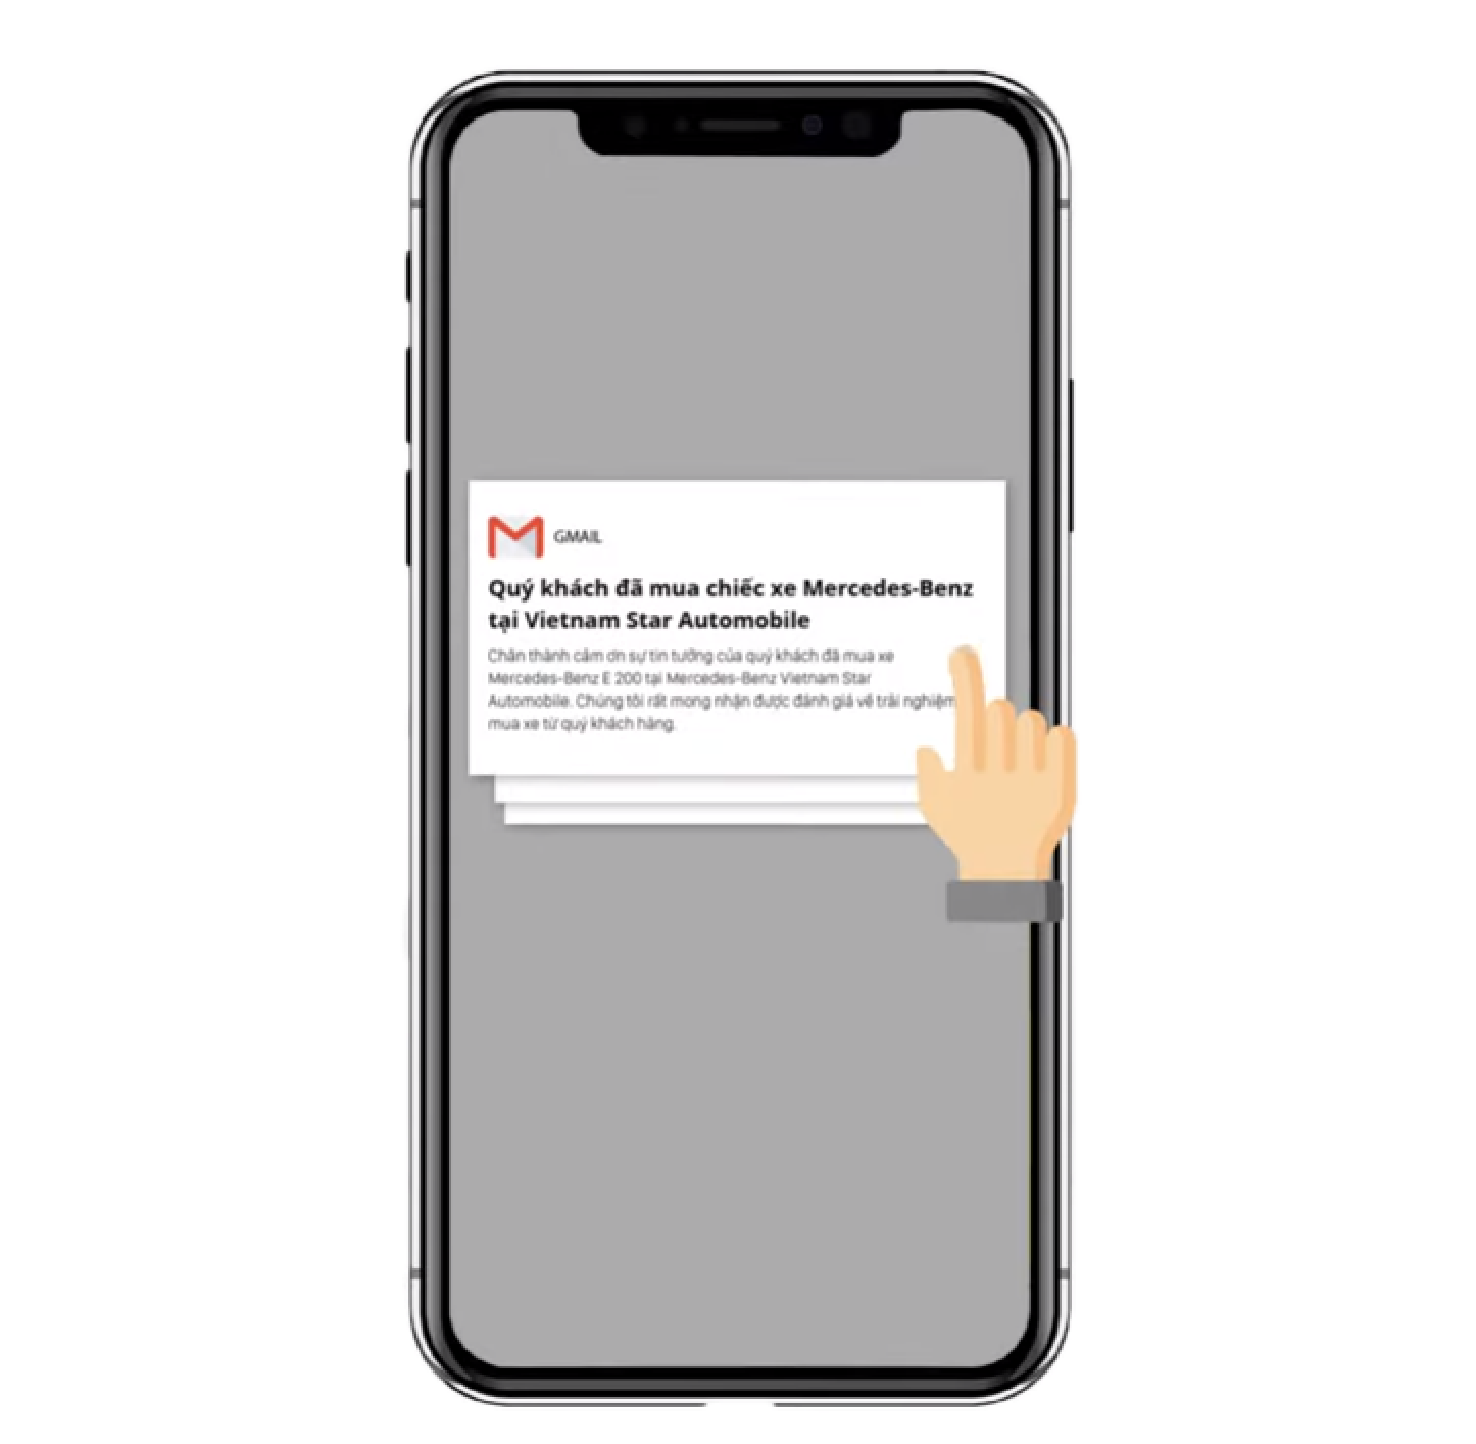 GMAIL
Quý khách đã mua chiếc xe Mercedes-Benz
tại Vietnam Star Automobile
Chân thành cảm ơn sự tin tưởng của quý khách đã mua xe
Mercedes-Benz E 200 tại Mercedes-Benz Vietnam Star
Automobile. Chúng tôi rất mong nhận được đánh giá về trải nghiệm
mua xe từ quý khách hàng.